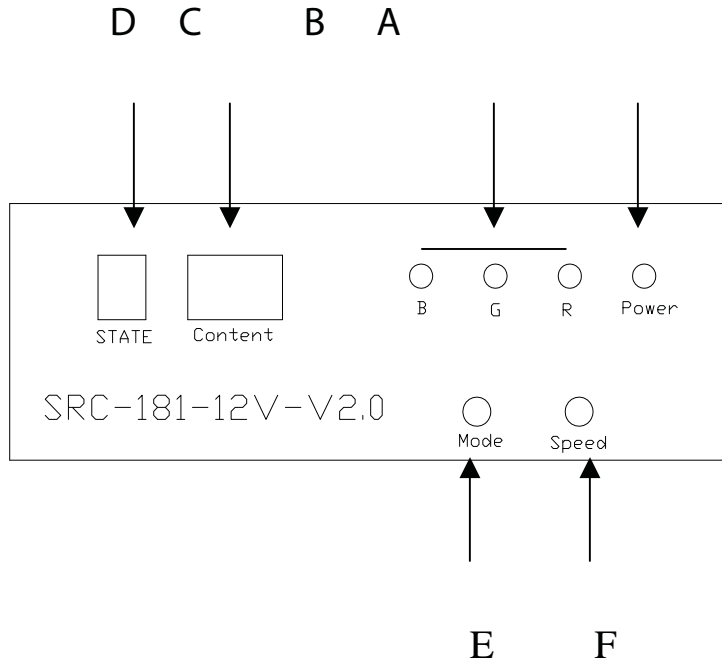 D C B A
B G R Power
STATE Content
SRC-181-12V-V2.0
Mode Speed
E F